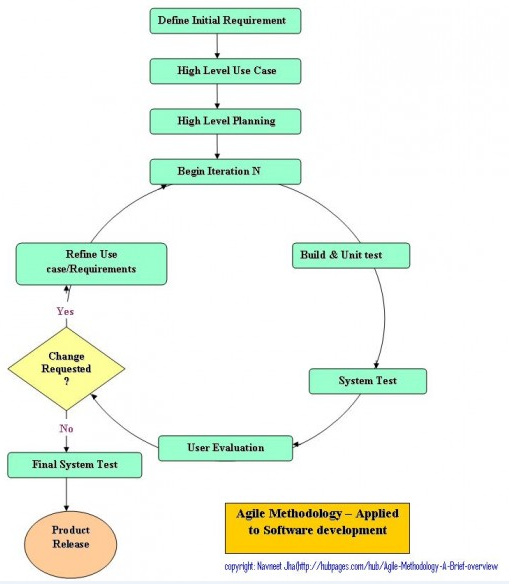 Define Initial Requirement
High Level Use Case
High Level Planning
Begin Iteration N
Refine Use
case/Requirements
Build & Unit test
Yes
Change
Requested
?
System Test
No
User Evaluation
Final System Test
Product
Release
Agile Methodology – Applied
to Software development
copyright: Navneet Jha(http://hubpages.com/hub/Agile-Methodology-A-Brief-overview